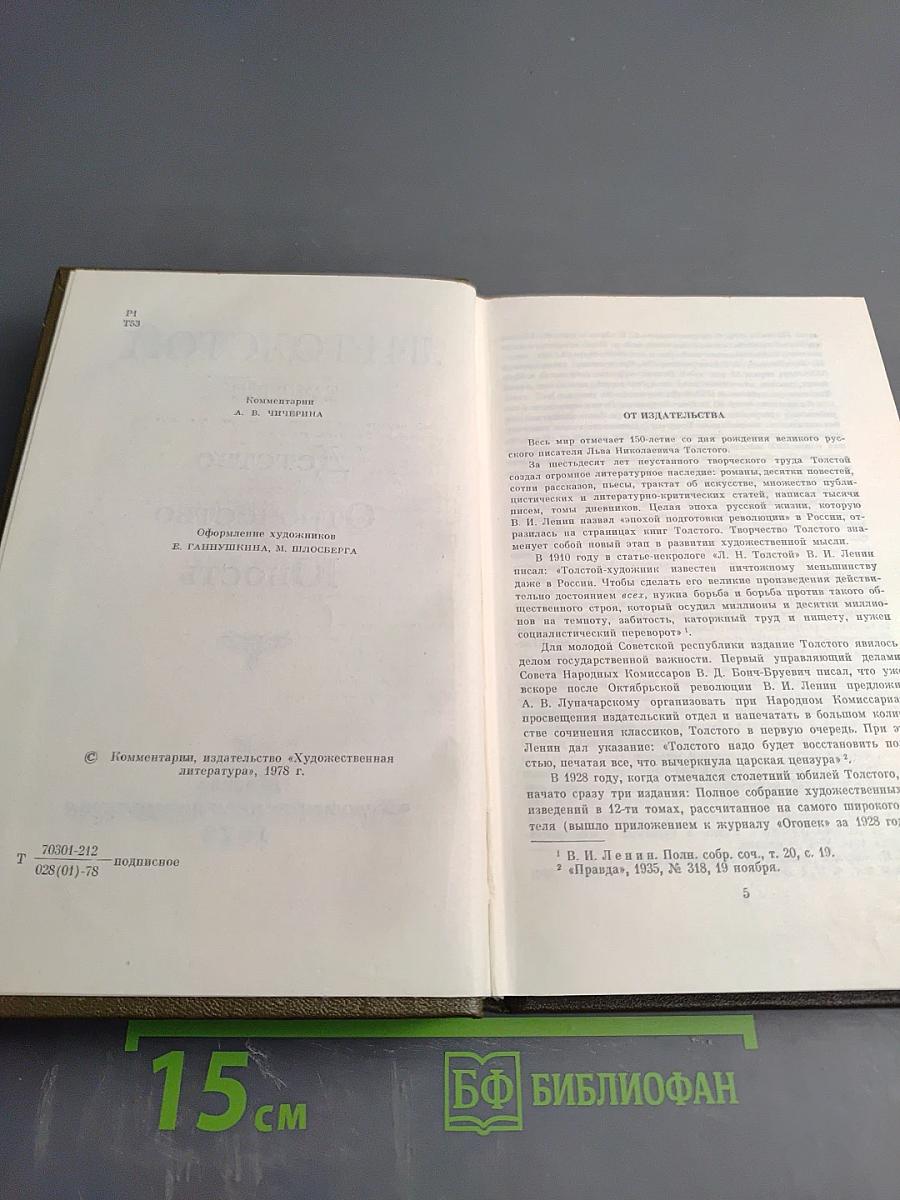 Р1
Т53
Комментарии
А. В. ЧИЧЕРИНА
Оформление художников
Е. ГАННУШКИНА, М. ШЛОСБЕРГА
© Комментарии, издательство «Художественная
литература», 1978 г.
Т 70301-212
028(01)-78 подписное
ОТ ИЗДАТЕЛЬСТВА
Весь мир отмечает 150-летие со дня рождения великого рус-
ского писателя Льва Николаевича Толстого.
За шестьдесят лет неустанного творческого труда Толстой
создал огромное литературное наследие: романы, десятки повестей,
сотни рассказов, пьесы, трактат об искусстве, множество публи-
цистических и литературно-критических статей, написал тысячи
писем, томы дневников. Целая эпоха русской жизни, которую
В. И. Ленин назвал «эпохой подготовки революции» в России, от-
разилась на страницах книг Толстого. Творчество Толстого зна-
менует собой новый этап в развитии художественной мысли.
В 1910 году в статье-некрологе «Л. Н. Толстой» В. И. Ленин
писал: «Толстой-художник известен ничтожному меньшинству
даже в России. Чтобы сделать его великие произведения действи-
тельно достоянием всех, нужна борьба и борьба против такого об-
щественного строя, который осудил миллионы и десятки миллио-
нов на темноту, забитость, каторжный труд и нищету, нужен
социалистический переворот» ¹.
Для молодой Советской республики издание Толстого явилось
делом государственной важности. Первый управляющий делами
Совета Народных Комиссаров В. Д. Бонч-Бруевич писал, что уже
вскоре после Октябрьской революции В. И. Ленин предложи
А. В. Луначарскому организовать при Народном Комиссариа
просвещения издательский отдел и напечатать в большом коли
стве сочинения классиков, Толстого в первую очередь. При э
Ленин дал указание: «Толстого надо будет восстановить по
стью, печатая все, что вычеркнула царская цензура» ².
В 1928 году, когда отмечался столетний юбилей Толстого,
начато сразу три издания: Полное собрание художественных
изведений в 12-ти томах, рассчитанное на самого широкого
теля (вышло приложением к журналу «Огонек» за 1928 го
¹ В. И. Ленин. Полн. собр. соч., т. 20, с. 19.
² «Правда», 1935, № 318, 19 ноября.
5
15 см
БФ БИБЛИОФАН